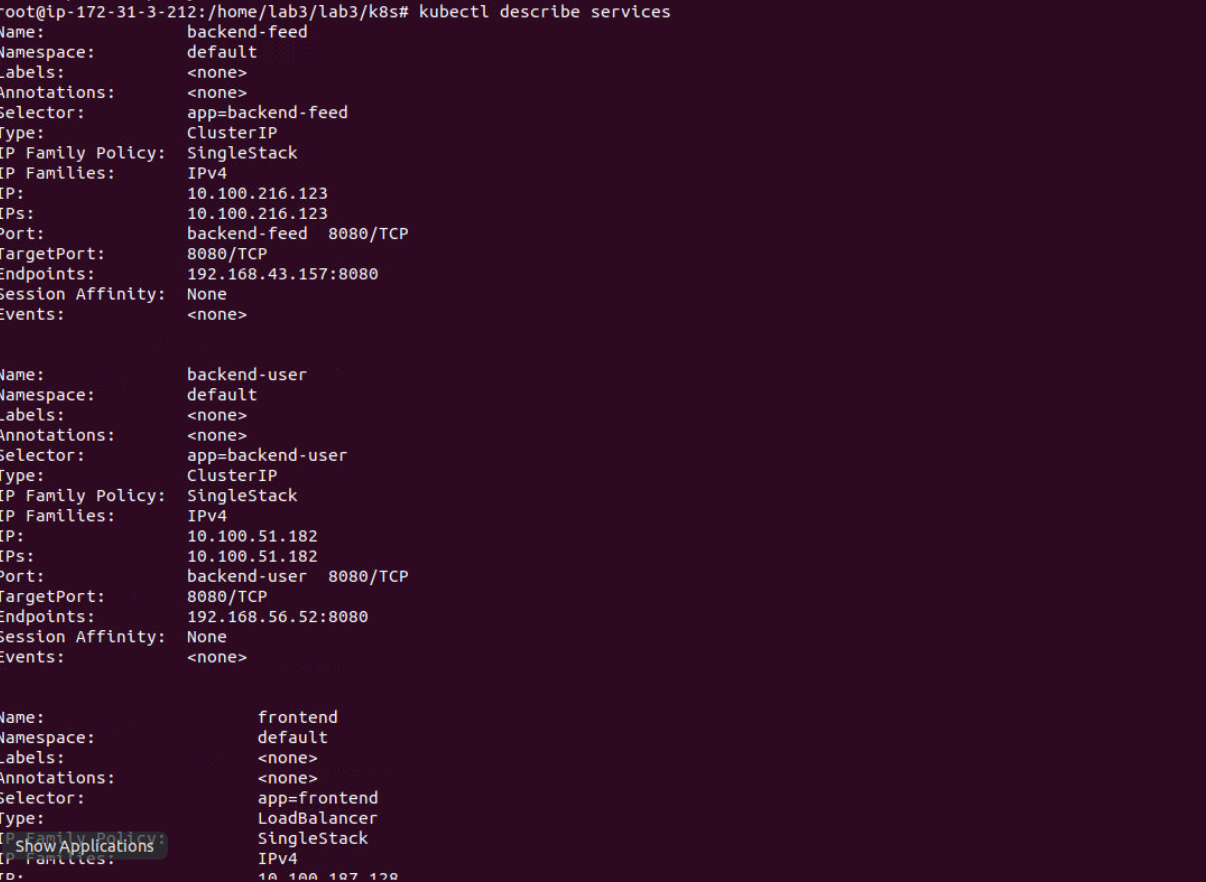 root@ip-172-31-3-212:/home/lab3/lab3/k8s# kubectl describe services
Name: backend-feed
Namespace: default
Labels: <none>
Annotations: <none>
Selector: app=backend-feed
Type: ClusterIP
IP Family Policy: SingleStack
IP Families: IPv4
IP: 10.100.216.123
IPs: 10.100.216.123
Port: backend-feed 8080/TCP
TargetPort: 8080/TCP
Endpoints: 192.168.43.157:8080
Session Affinity: None
Events: <none>
Name: backend-user
Namespace: default
Labels: <none>
Annotations: <none>
Selector: app=backend-user
Type: ClusterIP
IP Family Policy: SingleStack
IP Families: IPv4
IP: 10.100.51.182
IPs: 10.100.51.182
Port: backend-user 8080/TCP
TargetPort: 8080/TCP
Endpoints: 192.168.56.52:8080
Session Affinity: None
Events: <none>
Name: frontend
Namespace: default
Labels: <none>
Annotations: <none>
Selector: app=frontend
Type: LoadBalancer
IP Family Policy: SingleStack
Show Applications
IP Families: IPv4
IP: 10.100.187.128